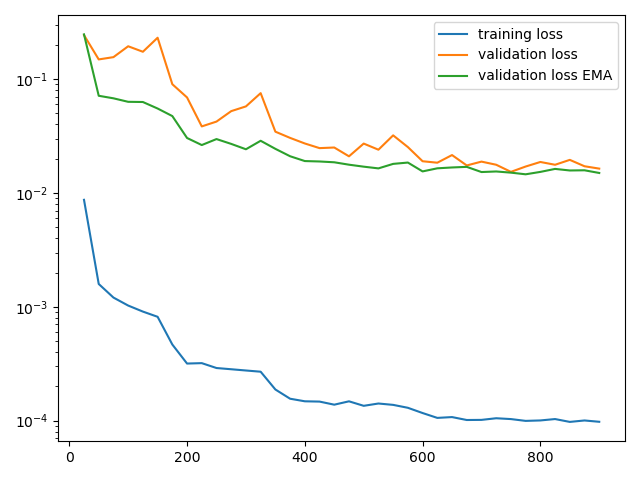 training loss
validation loss
validation loss EMA
10⁻¹
10⁻²
10⁻³
10⁻⁴
0 200 400 600 800